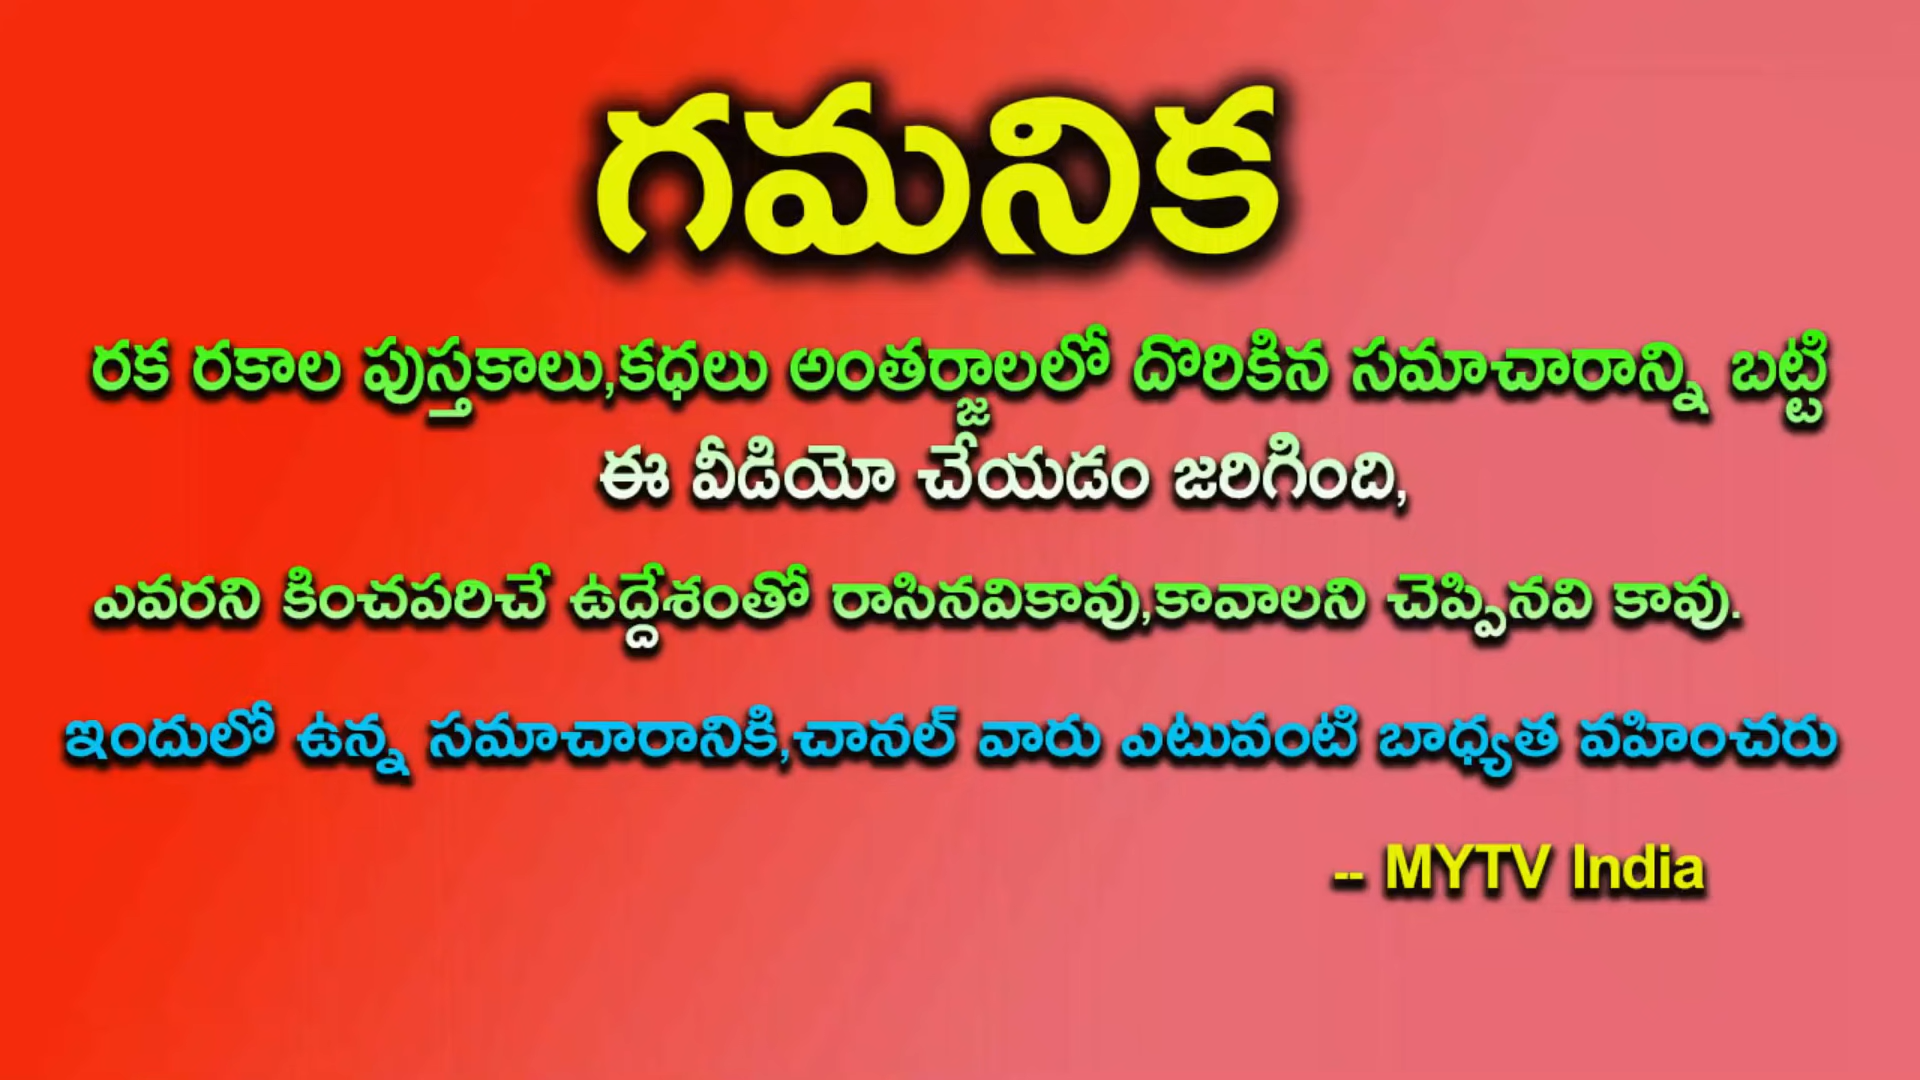 గమనిక
రక రకాల పుస్తకాలు,కధలు అంతర్జాలలో దొరికిన సమాచారాన్ని బట్టి
ఈ వీడియో చేయడం జరిగింది,
ఎవరని కించపరిచే ఉద్దేశంతో రాసినవికావు,కావాలని చెప్పినవి కావు.
ఇందులో ఉన్న సమాచారానికి,చానల్ వారు ఎటువంటి బాధ్యత వహించరు
-- MYTV India